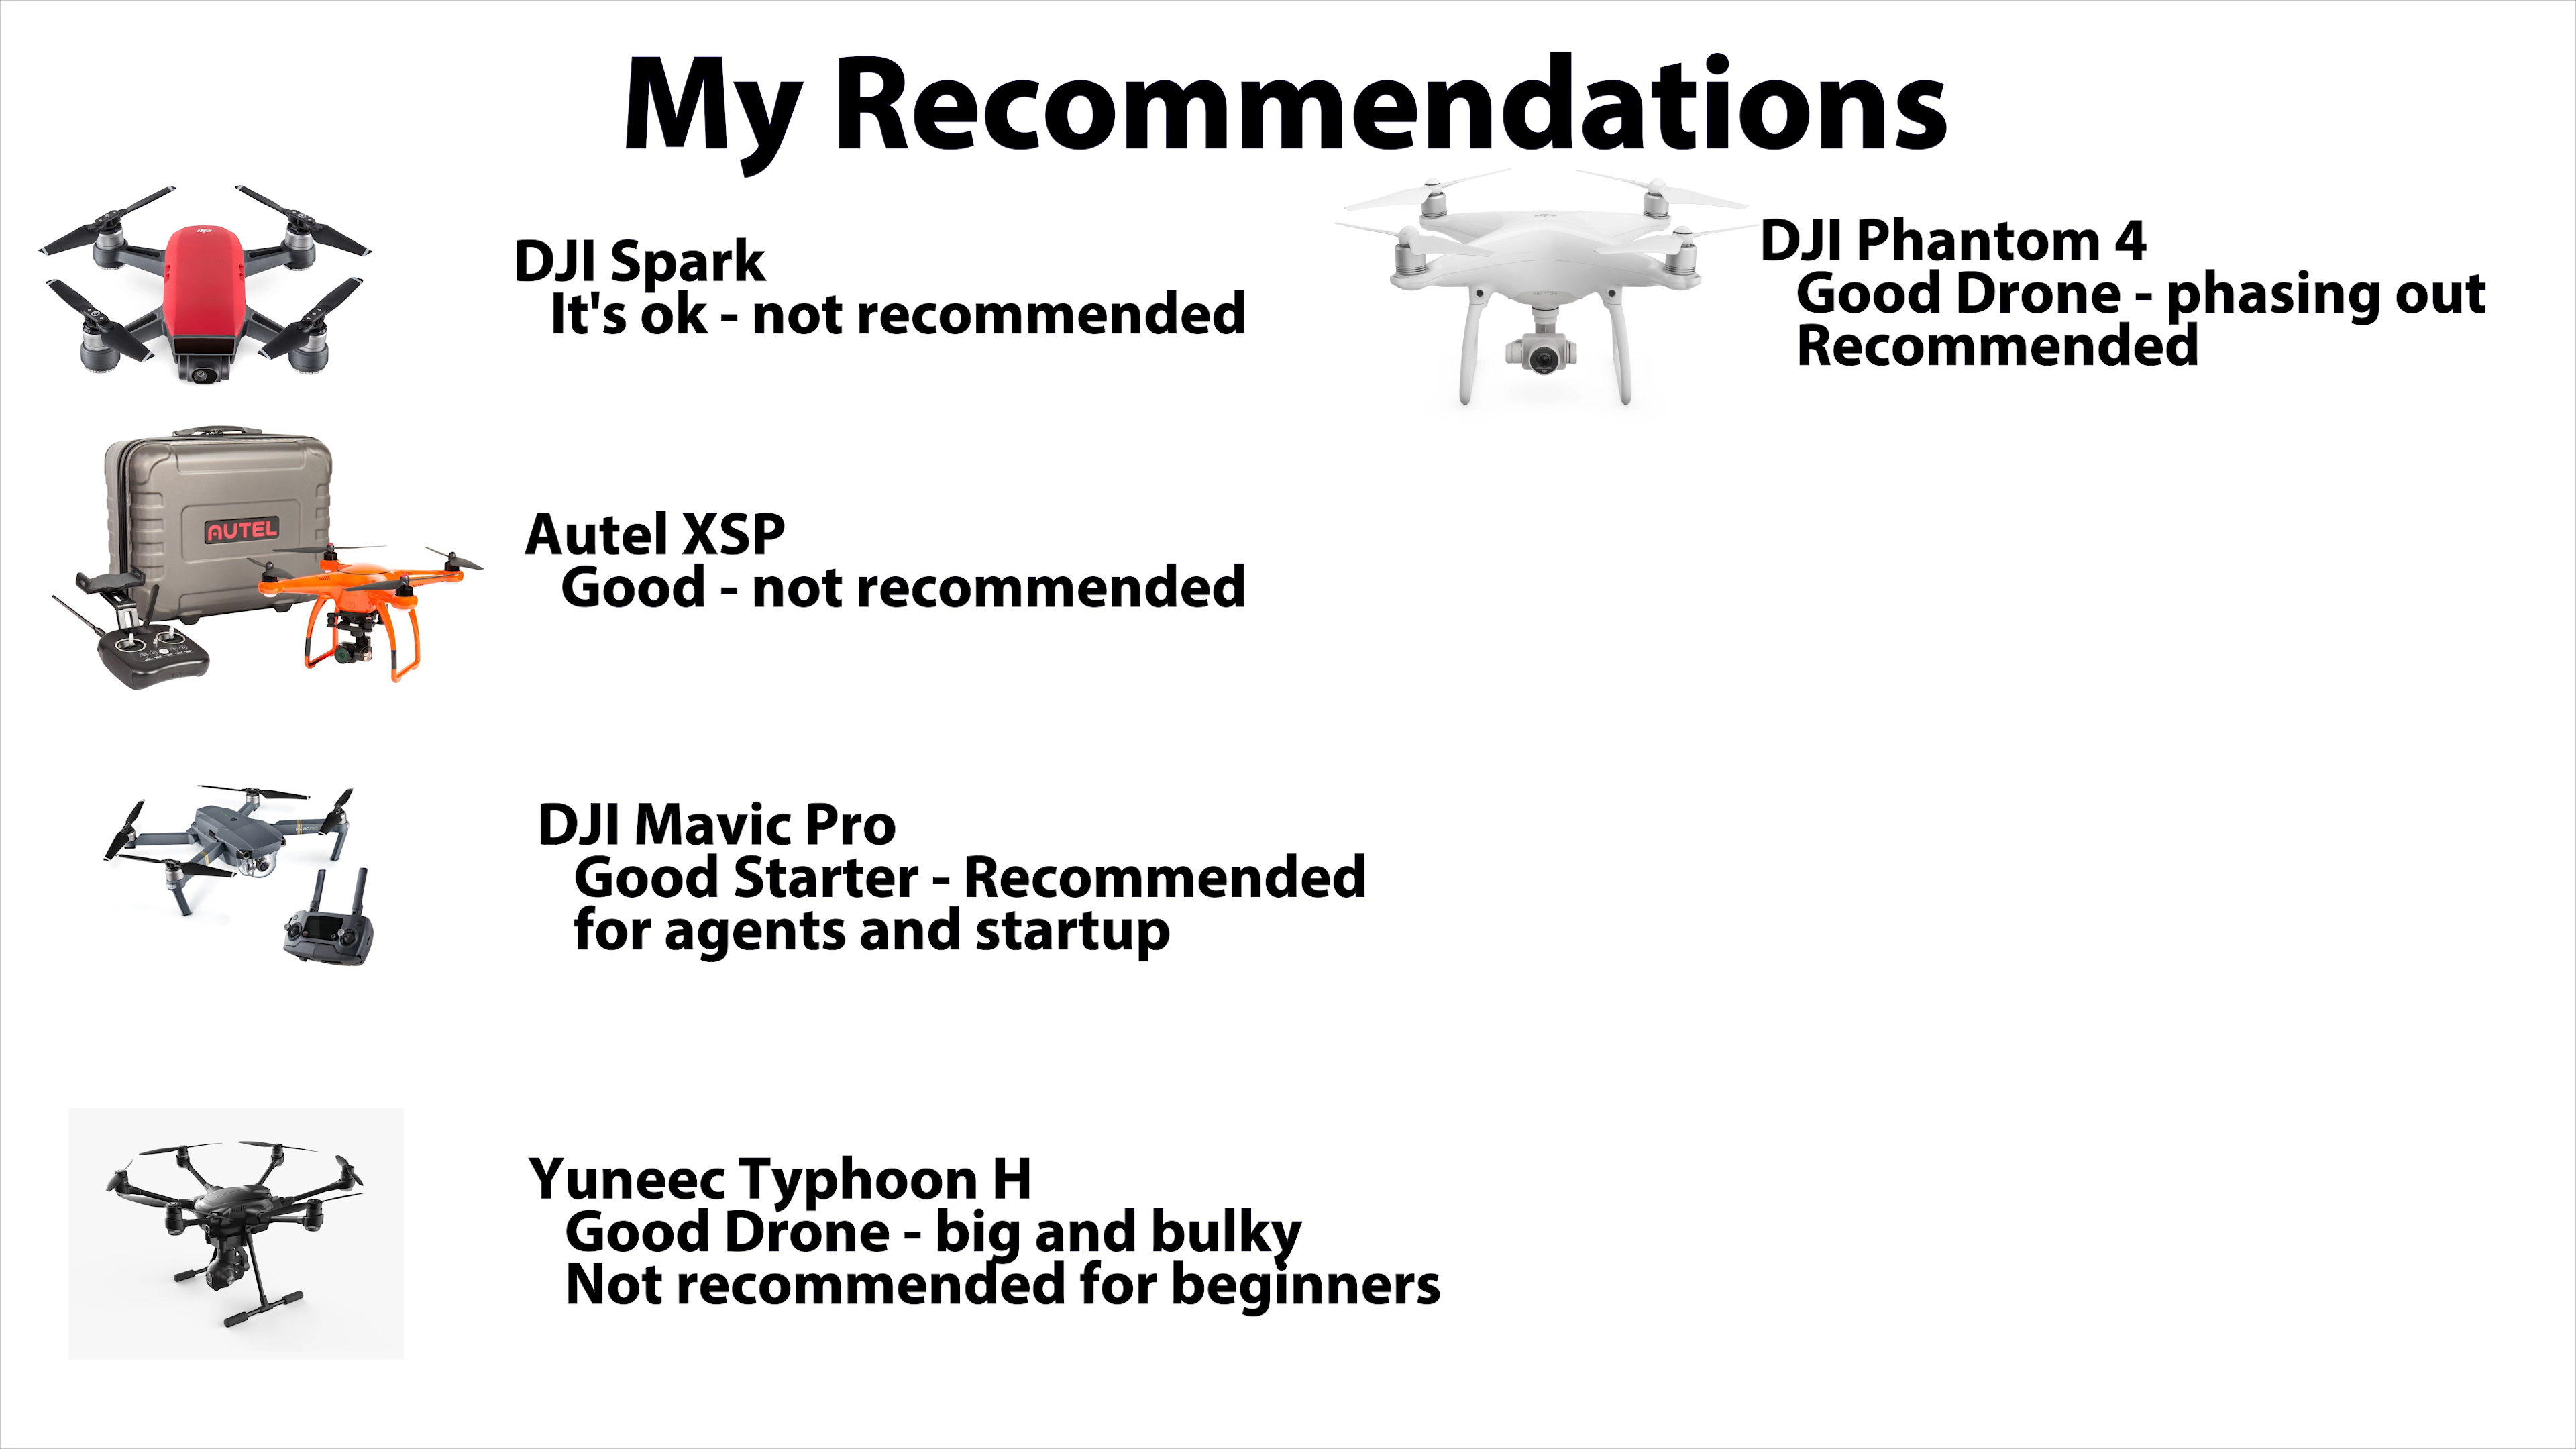 My Recommendations
DJI Spark
It's ok - not recommended
AUTEL
Autel XSP
Good - not recommended
DJI Mavic Pro
Good Starter - Recommended
for agents and startup
Yuneec Typhoon H
Good Drone - big and bulky
Not recommended for beginners
DJI Phantom 4
Good Drone - phasing out
Recommended